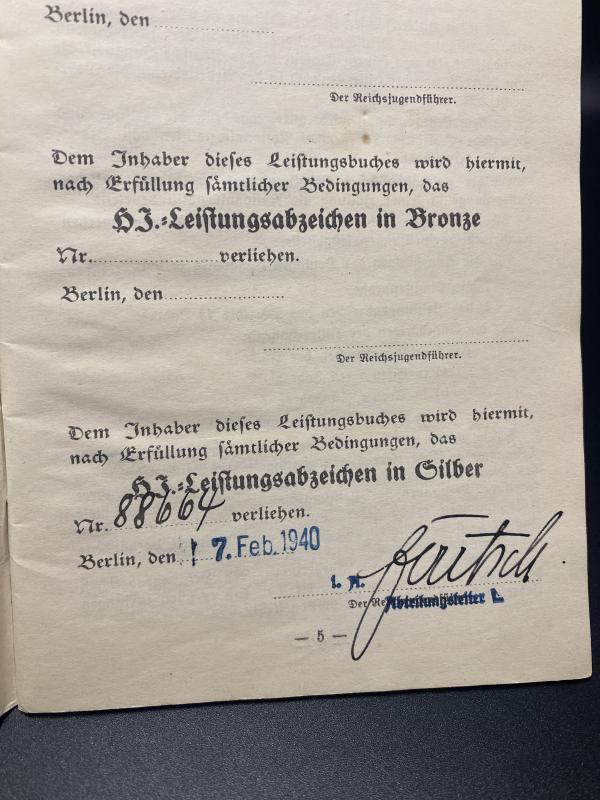 Berlin, den
Der Reichsjugendführer.
Dem Inhaber dieses Leistungsbuches wird hiermit,
nach Erfüllung sämtlicher Bedingungen, das
HJ.=Leistungsabzeichen in Bronze
Nr. verliehen.
Berlin, den
Der Reichsjugendführer.
Dem Inhaber dieses Leistungsbuches wird hiermit,
nach Erfüllung sämtlicher Bedingungen, das
HJ.=Leistungsabzeichen in Silber
Nr. 88664 verliehen.
Berlin, den 7. Feb. 1940
i. A.
Der Abteilungsleiter L.
— 5 —